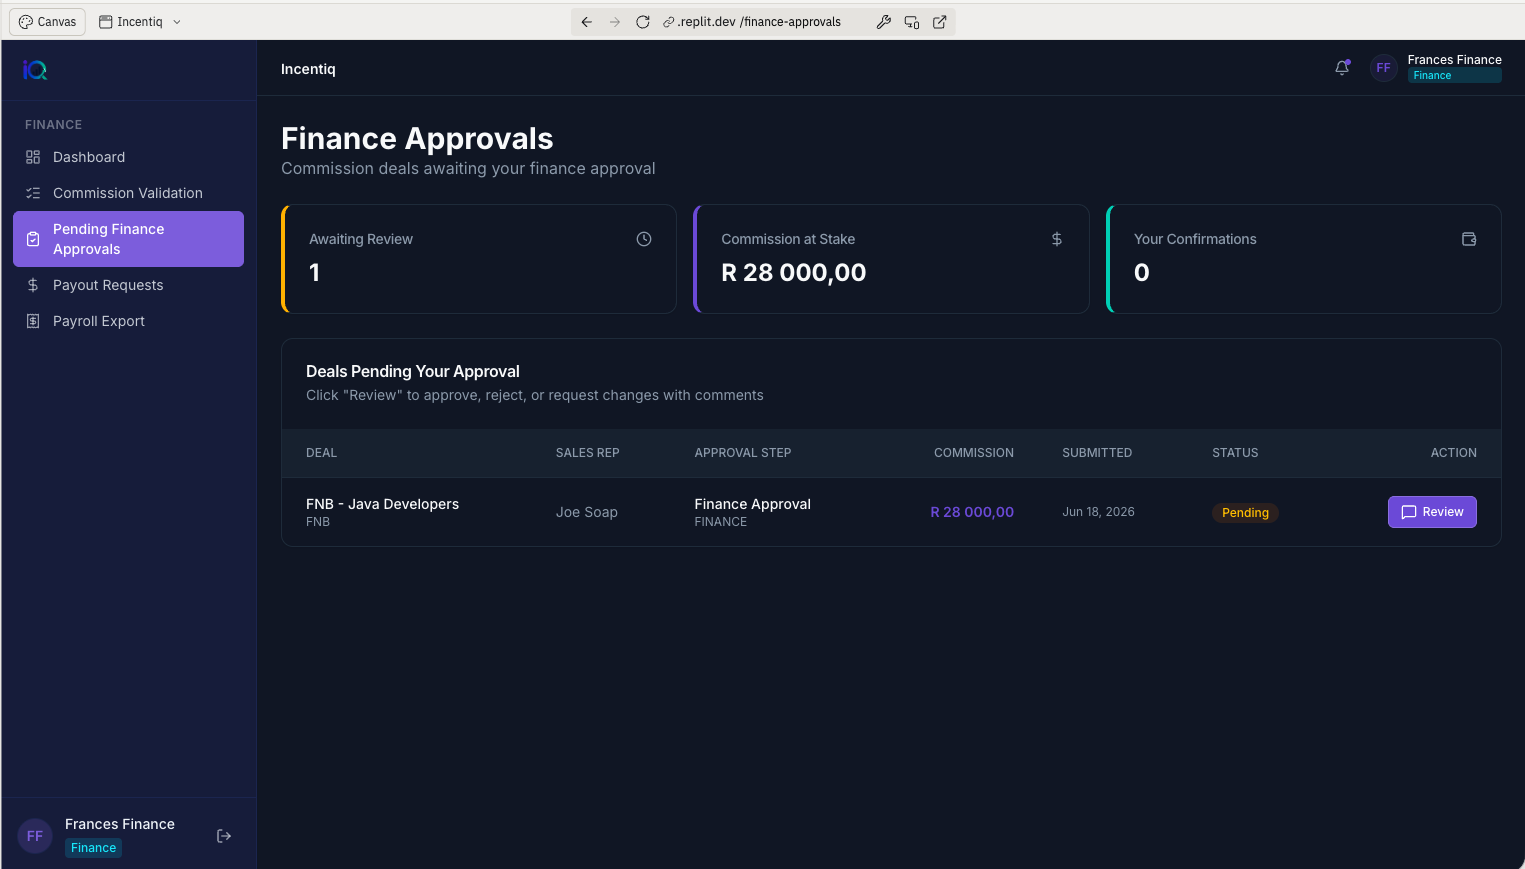 Canvas
Incentiq
.replit.dev /finance-approvals
iQ
Incentiq
FF
Frances Finance
Finance
FINANCE
Dashboard
Commission Validation
Pending Finance
Approvals
Payout Requests
Payroll Export
Finance Approvals
Commission deals awaiting your finance approval
Awaiting Review
1
Commission at Stake
R 28 000,00
Your Confirmations
0
Deals Pending Your Approval
Click "Review" to approve, reject, or request changes with comments
DEAL SALES REP APPROVAL STEP COMMISSION SUBMITTED STATUS ACTION
FNB - Java Developers
FNB
Joe Soap
Finance Approval
FINANCE
R 28 000,00
Jun 18, 2026
Pending
Review
FF
Frances Finance
Finance